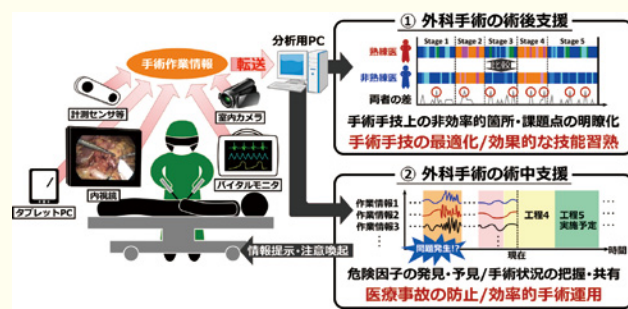 手術作業情報
転送
分析用PC
計測センサ等
室内カメラ
内視鏡
バイタルモニタ
タブレットPC
情報提示・注意喚起
① 外科手術の術後支援
Stage 1
Stage 2
Stage 3
Stage 4
Stage 5
熟練医
比較
非熟練医
両者の差
手術手技上の非効率的箇所・課題点の明瞭化
手術手技の最適化/効果的な技能習熟
② 外科手術の術中支援
作業情報1
作業情報2
作業情報3
工程4
工程5
実施予定
問題発生!?
現在
時間
危険因子の発見・予見/手術状況の把握・共有
医療事故の防止/効率的手術運用